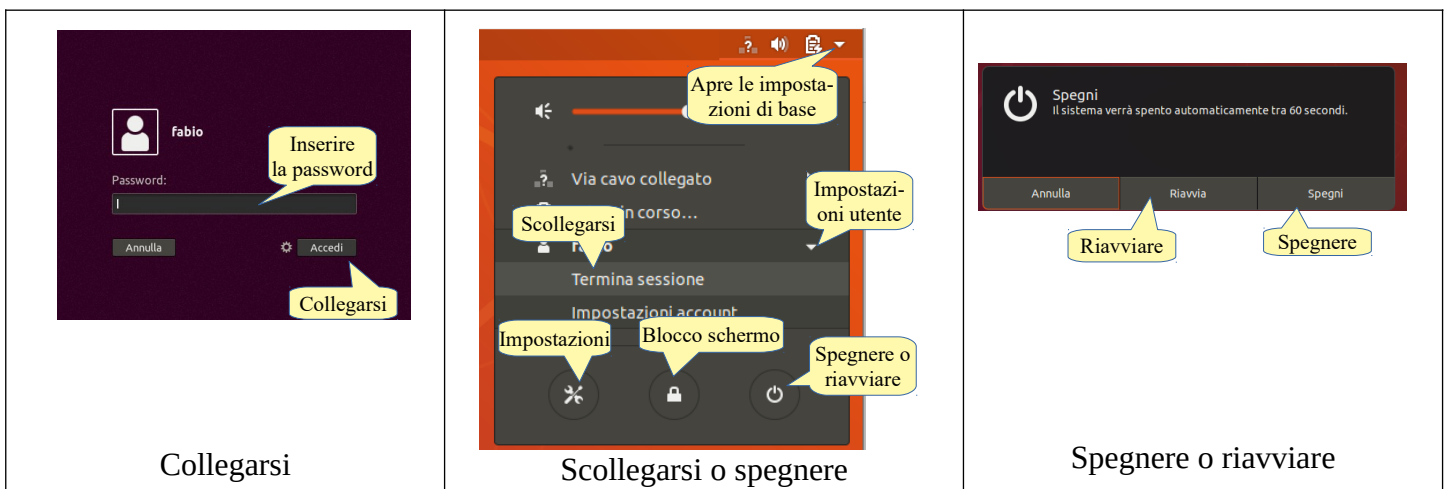 fabio
Inserire
la password
Password:
Annulla
Accedi
Collegarsi
Collegarsi
?
Apre le imposta-
zioni di base
?
Via cavo collegato
Impostazi-
oni utente
in corso...
Scollegarsi
Termina sessione
Impostazioni account
Impostazioni
Blocco schermo
Spegnere o
riavviare
Scollegarsi o spegnere
Spegni
Il sistema verrà spento automaticamente tra 60 secondi.
Annulla
Riavvia
Spegni
Riavviare
Spegnere
Spegnere o riavviare